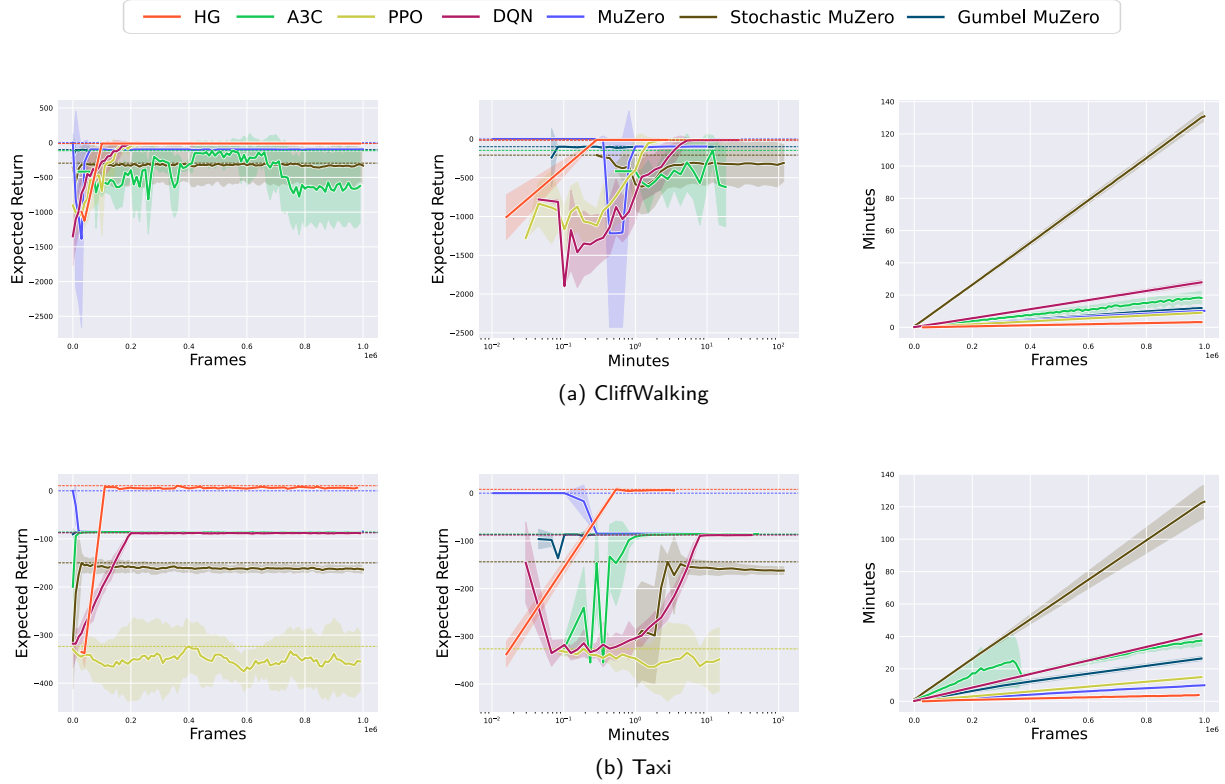 HG A3C PPO DQN MuZero Stochastic MuZero Gumbel MuZero
500
0
−500
−1000
−1500
−2000
−2500
Expected Return
0.0 0.2 0.4 0.6 0.8 1.0
1e6
Frames
0
−500
−1000
−1500
−2000
−2500
Expected Return
10⁻² 10⁻¹ 10⁰ 10¹ 10²
Minutes
140
120
100
80
60
40
20
0
Minutes
0.0 0.2 0.4 0.6 0.8 1.0
1e6
Frames
(a) CliffWalking
0
−100
−200
−300
−400
Expected Return
0.0 0.2 0.4 0.6 0.8 1.0
1e6
Frames
0
−100
−200
−300
−400
Expected Return
10⁻² 10⁻¹ 10⁰ 10¹ 10²
Minutes
140
120
100
80
60
40
20
0
Minutes
0.0 0.2 0.4 0.6 0.8 1.0
1e6
Frames
(b) Taxi